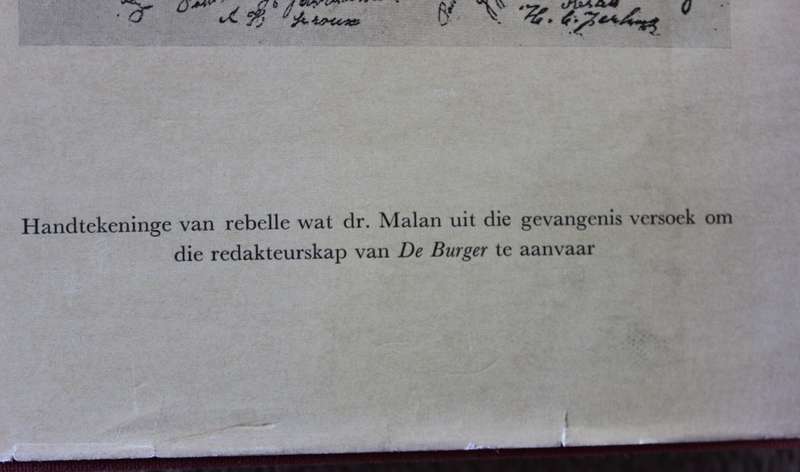 Handtekeninge van rebelle wat dr. Malan uit die gevangenis versoek om
die redakteurskap van De Burger te aanvaar